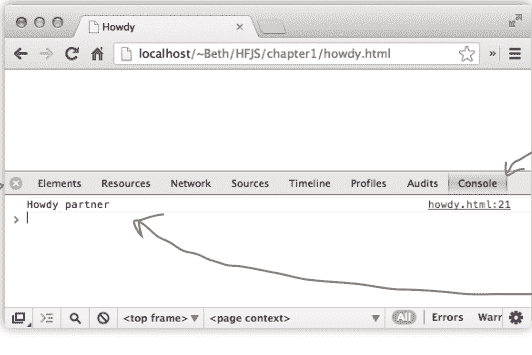 Howdy
localhost/~Beth/HFJS/chapter1/howdy.html
»
Elements Resources Network Sources Timeline Profiles Audits Console
Howdy partner howdy.html:21
>
<top frame> ▼ <page context> ▼ All Errors Warr